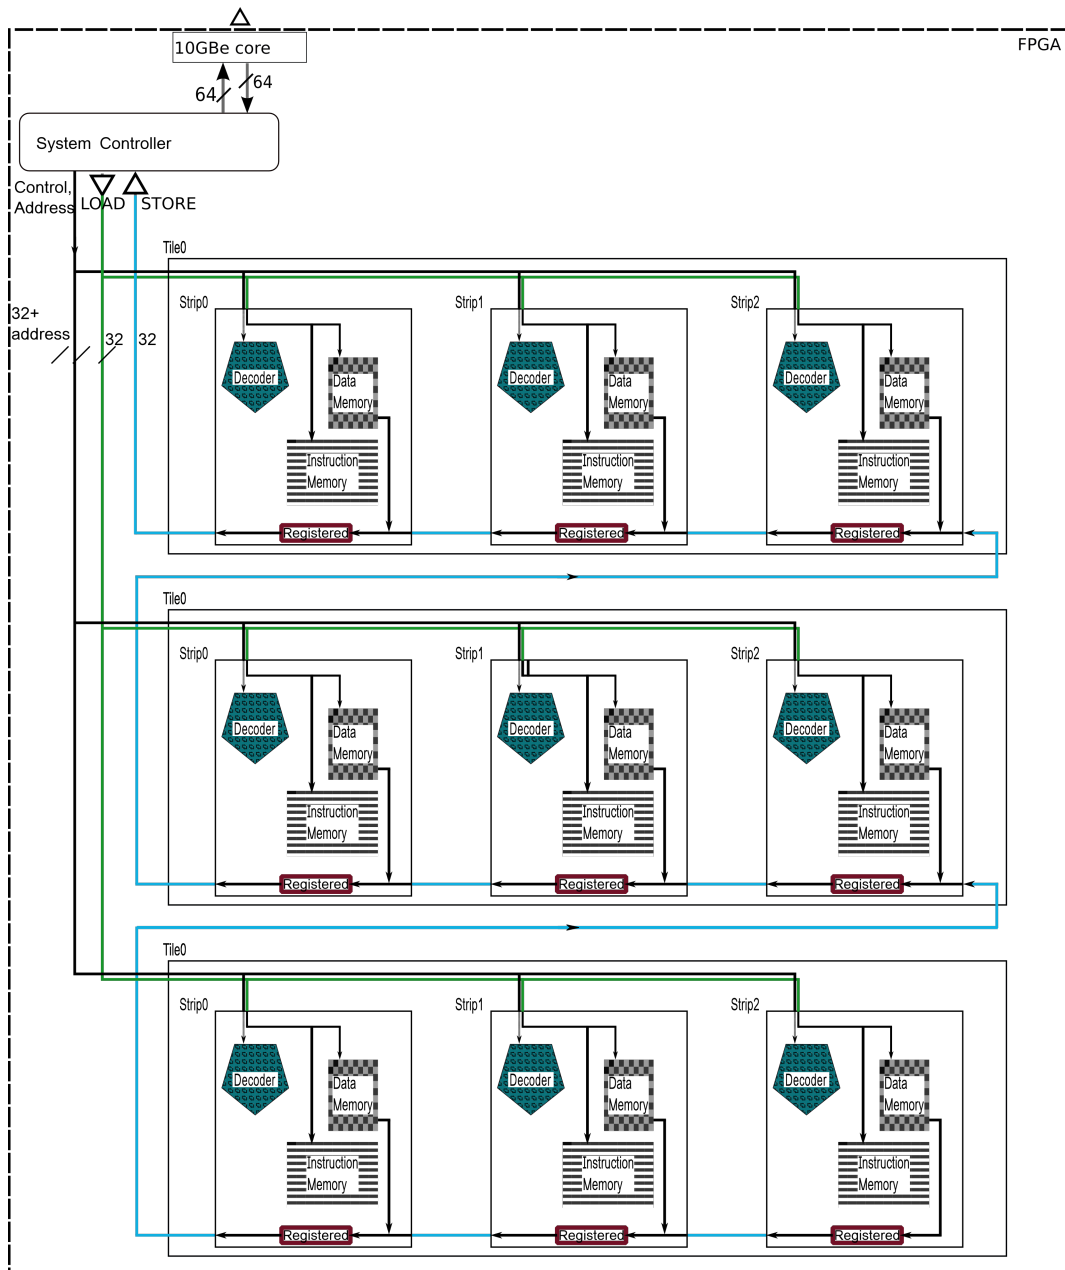 10GBe core
FPGA
64
64
System Controller
Control,
Address
LOAD
STORE
Tile0
Strip0
Strip1
Strip2
32+
address
32
32
Decoder
Data
Memory
Decoder
Data
Memory
Decoder
Data
Memory
Instruction
Memory
Instruction
Memory
Instruction
Memory
Registered
Registered
Registered
Tile0
Strip0
Strip1
Strip2
Decoder
Data
Memory
Decoder
Data
Memory
Decoder
Data
Memory
Instruction
Memory
Instruction
Memory
Instruction
Memory
Registered
Registered
Registered
Tile0
Strip0
Strip1
Strip2
Decoder
Data
Memory
Decoder
Data
Memory
Decoder
Data
Memory
Instruction
Memory
Instruction
Memory
Instruction
Memory
Registered
Registered
Registered